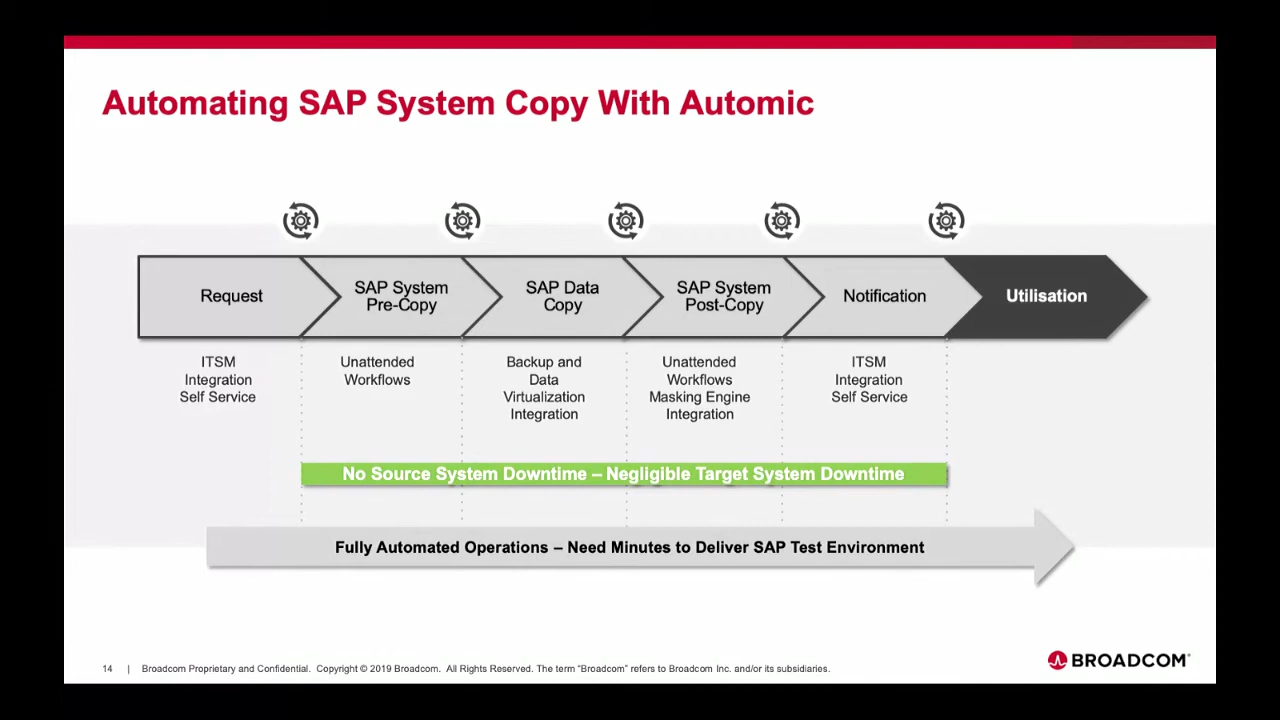 Automating SAP System Copy With Automic
Request
SAP System
Pre-Copy
SAP Data
Copy
SAP System
Post-Copy
Notification
Utilisation
ITSM
Integration
Self Service
Unattended
Workflows
Backup and
Data
Virtualization
Integration
Unattended
Workflows
Masking Engine
Integration
ITSM
Integration
Self Service
No Source System Downtime – Negligible Target System Downtime
Fully Automated Operations – Need Minutes to Deliver SAP Test Environment
14 | Broadcom Proprietary and Confidential. Copyright © 2019 Broadcom. All Rights Reserved. The term “Broadcom” refers to Broadcom Inc. and/or its subsidiaries.
BROADCOM®